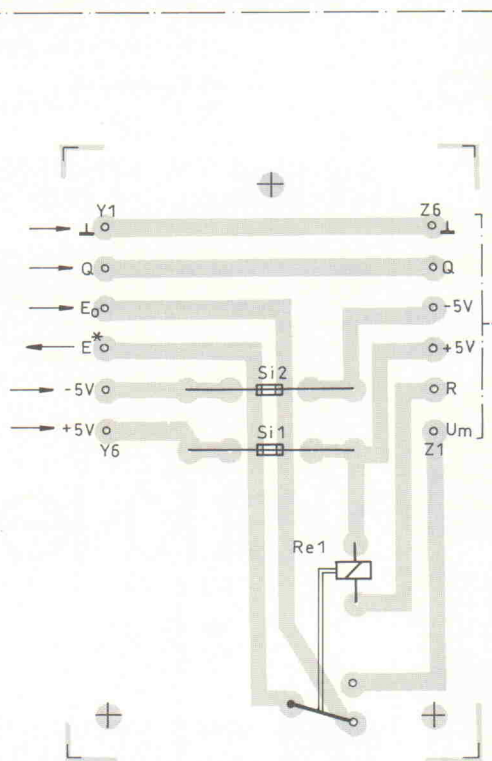 Y1 Z6
⊥ ⊥
Q Q
E₀ -5V
E* +5V
-5V Si2 R
+5V Si1 Um
Y6 Z1
Re1